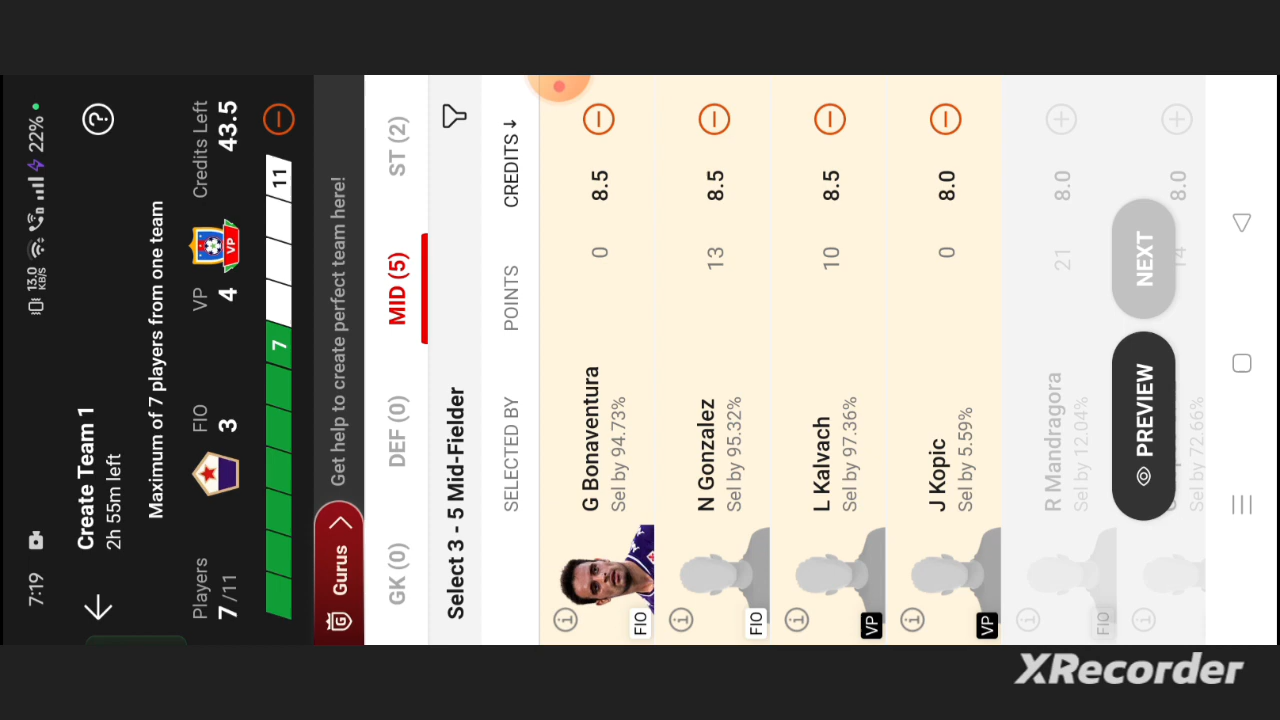 7:19
13.0 KB/S
22%
Create Team 1
2h 55m left
Maximum of 7 players from one team
Players
7/11
FIO
3
VP
4
VP
Credits Left
43.5
7
11
Gurus
Get help to create perfect team here!
GK (0)
DEF (0)
MID (5)
ST (2)
Select 3 - 5 Mid-Fielder
SELECTED BY
POINTS
CREDITS
FIO
G Bonaventura
Sel by 94.73%
0
8.5
FIO
N Gonzalez
Sel by 95.32%
13
8.5
VP
L Kalvach
Sel by 97.36%
10
8.5
VP
J Kopic
Sel by 5.59%
0
8.0
FIO
R Mandragora
Sel by 12.04%
21
8.0
Sel by 72.66%
8.0
PREVIEW
NEXT
XRecorder